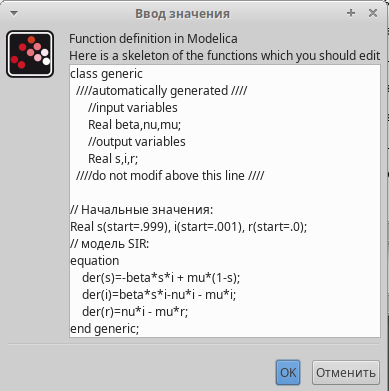 Ввод значения
Function definition in Modelica
Here is a skeleton of the functions which you should edit
class generic
////automatically generated ////
//input variables
Real beta,nu,mu;
//output variables
Real s,i,r;
////do not modif above this line ////
// Начальные значения:
Real s(start=.999), i(start=.001), r(start=.0);
// модель SIR:
equation
der(s)=-beta*s*i + mu*(1-s);
der(i)=beta*s*i-nu*i - mu*i;
der(r)=nu*i - mu*r;
end generic;
OK Отменить